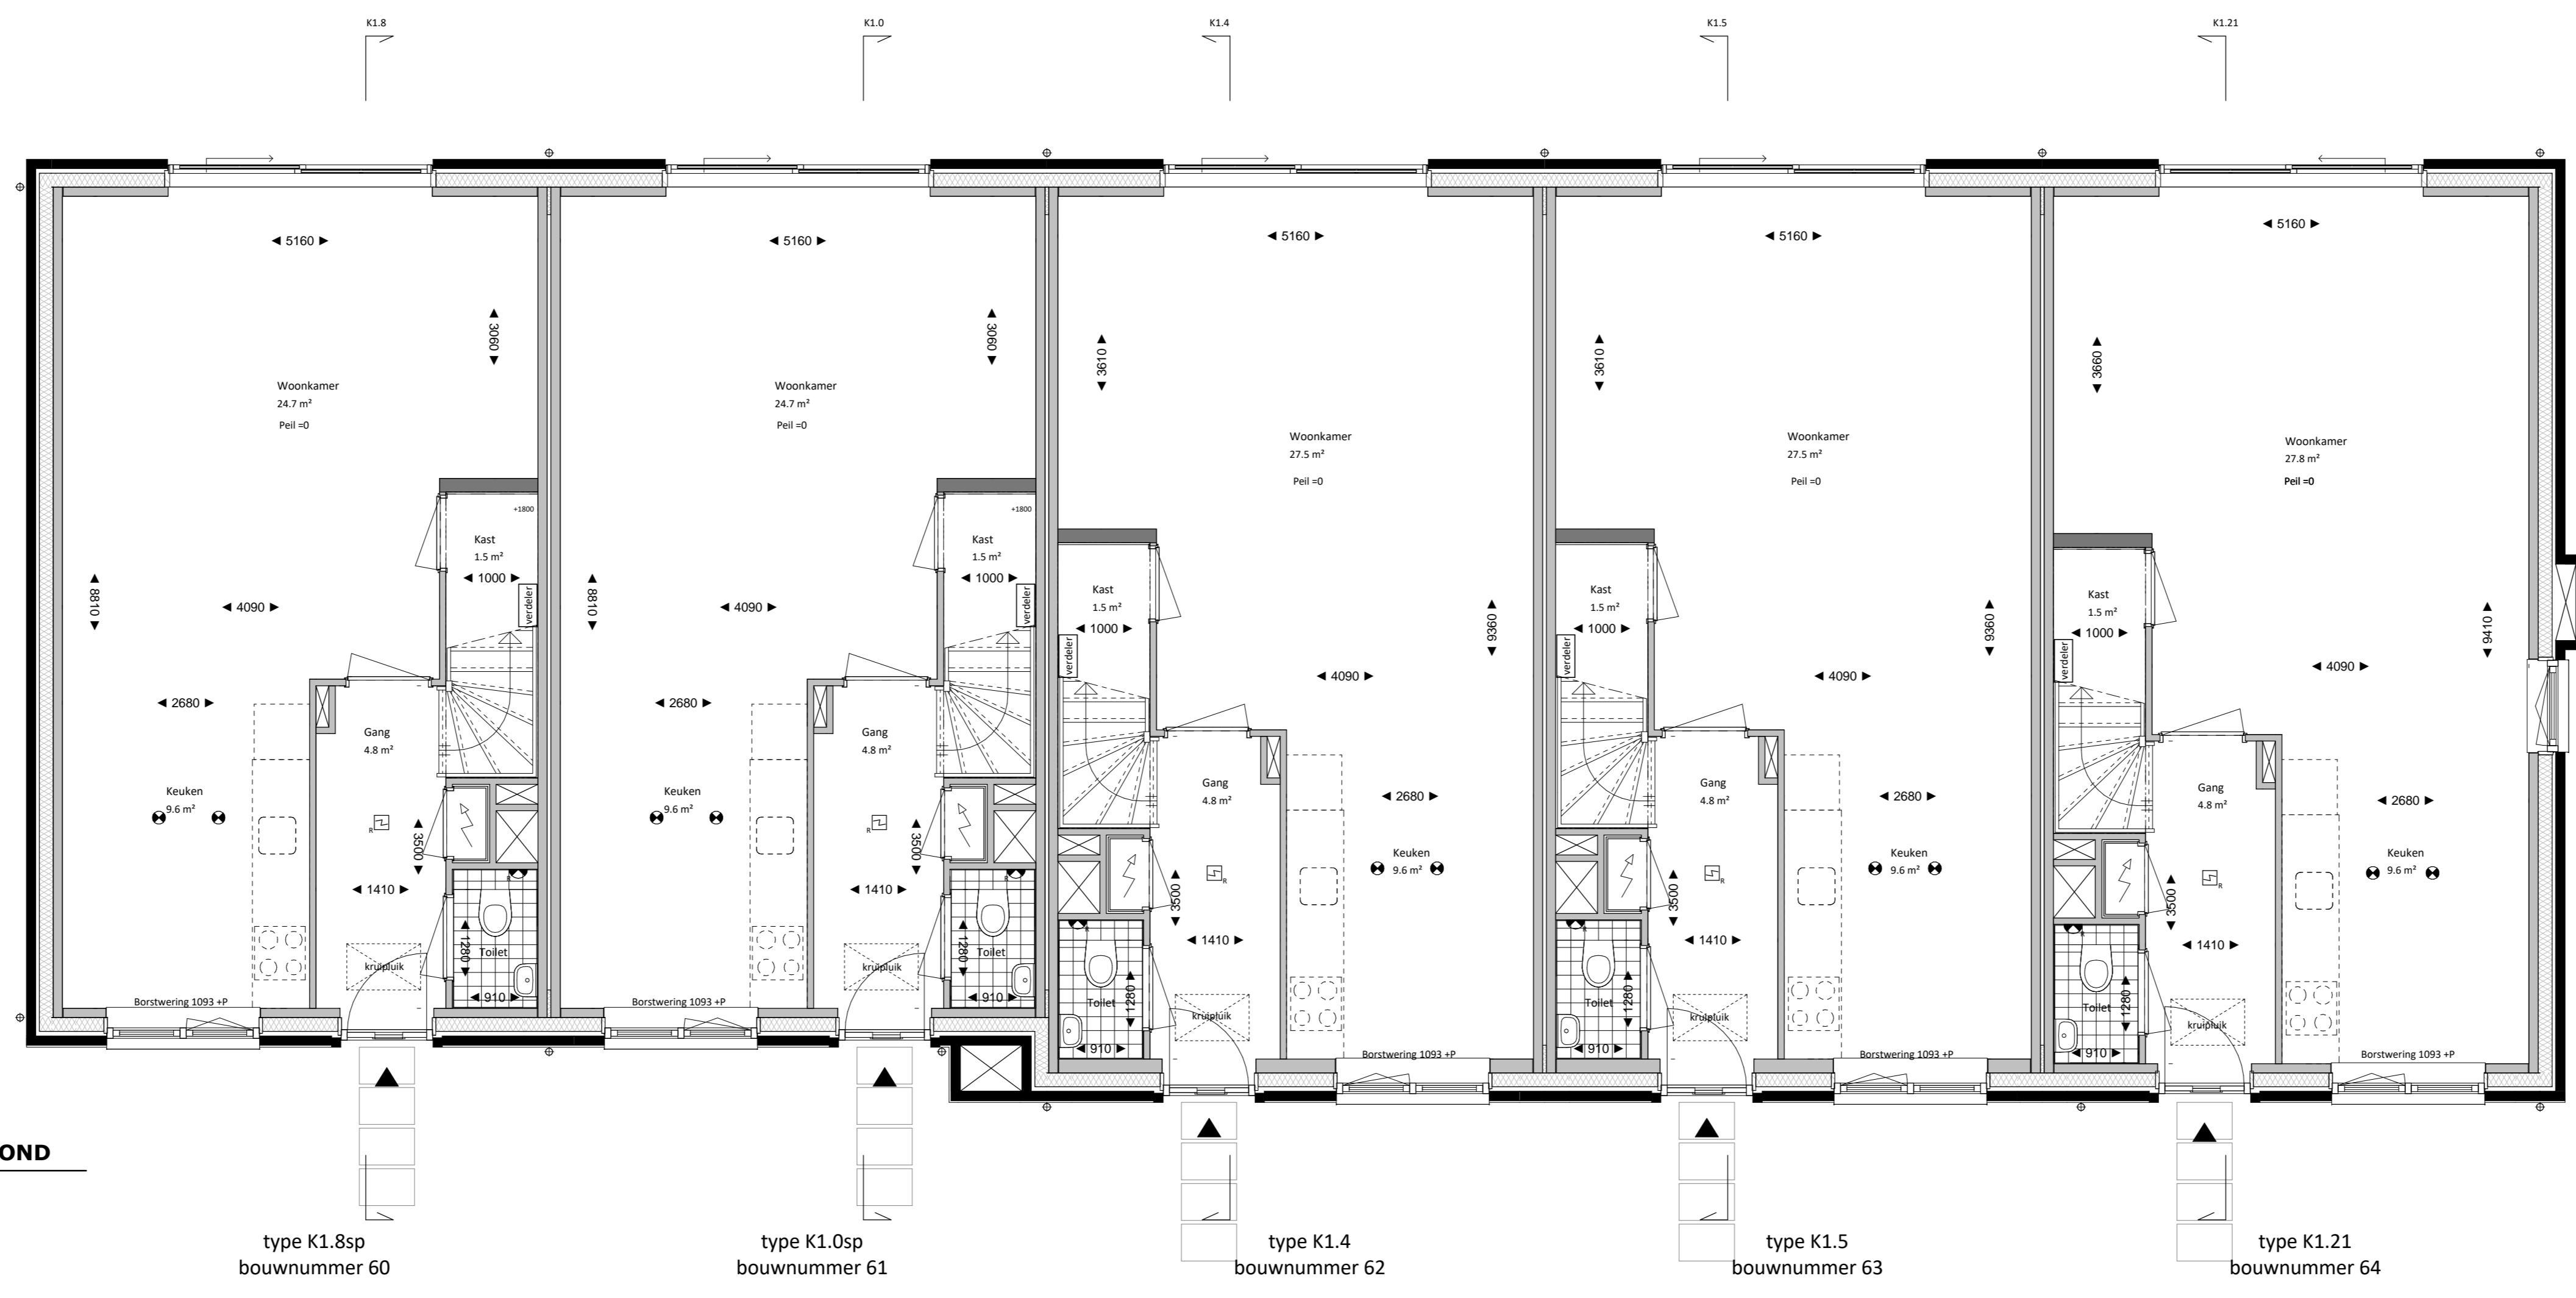 K1.8
K1.0
K1.4
K1.5
K1.21
5160
3060
Woonkamer
24.7 m²
Peil =0
+1800
Kast
1.5 m²
1000
verdeler
8810
4090
2680
Gang
4.8 m²
Keuken
9.6 m²
R
3500
1410
R
1280
Toilet
910
kruipluik
Borstwering 1093 +P
5160
3060
Woonkamer
24.7 m²
Peil =0
+1800
Kast
1.5 m²
1000
verdeler
8810
4090
2680
Gang
4.8 m²
Keuken
9.6 m²
R
3500
1410
R
1280
Toilet
910
kruipluik
Borstwering 1093 +P
5160
3610
Woonkamer
27.5 m²
Peil =0
Kast
1.5 m²
1000
verdeler
9360
4090
Gang
4.8 m²
2680
Keuken
9.6 m²
R
3500
1410
R
1280
Toilet
910
kruipluik
Borstwering 1093 +P
5160
3610
Woonkamer
27.5 m²
Peil =0
Kast
1.5 m²
1000
verdeler
9360
4090
Gang
4.8 m²
2680
Keuken
9.6 m²
R
3500
1410
R
1280
Toilet
910
kruipluik
Borstwering 1093 +P
5160
3660
Woonkamer
27.8 m²
Peil =0
Kast
1.5 m²
1000
verdeler
9410
4090
Gang
4.8 m²
2680
Keuken
9.6 m²
R
3500
1410
R
1280
Toilet
910
kruipluik
Borstwering 1093 +P
OND
type K1.8sp
bouwnummer 60
type K1.0sp
bouwnummer 61
type K1.4
bouwnummer 62
type K1.5
bouwnummer 63
type K1.21
bouwnummer 64